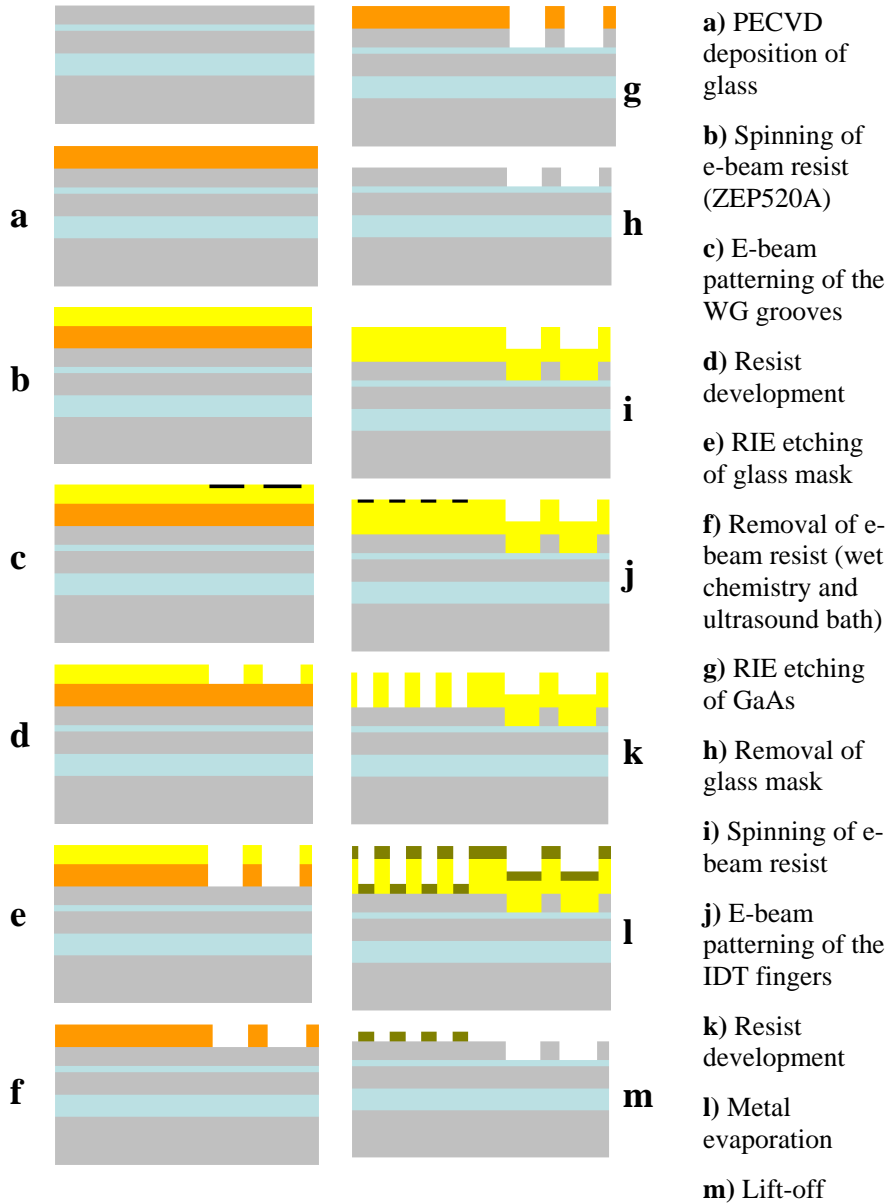 a
b
c
d
e
f
g
h
i
j
k
l
m
a) PECVD
deposition of
glass
b) Spinning of
e-beam resist
(ZEP520A)
c) E-beam
patterning of the
WG grooves
d) Resist
development
e) RIE etching
of glass mask
f) Removal of e-
beam resist (wet
chemistry and
ultrasound bath)
g) RIE etching
of GaAs
h) Removal of
glass mask
i) Spinning of e-
beam resist
j) E-beam
patterning of the
IDT fingers
k) Resist
development
l) Metal
evaporation
m) Lift-off